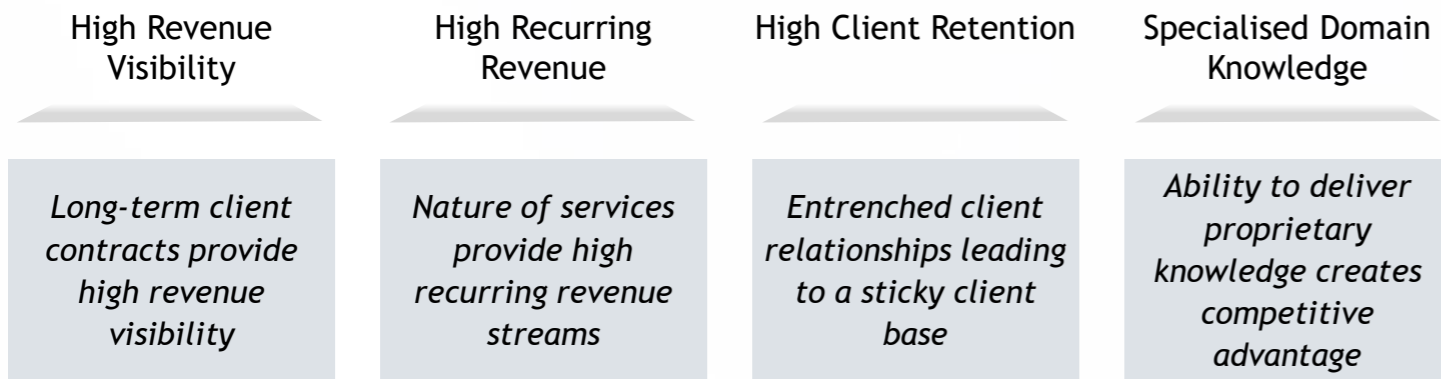 High Revenue
Visibility
High Recurring
Revenue
High Client Retention
Specialised Domain
Knowledge
Long-term client
contracts provide
high revenue
visibility
Nature of services
provide high
recurring revenue
streams
Entrenched client
relationships leading
to a sticky client
base
Ability to deliver
proprietary
knowledge creates
competitive
advantage